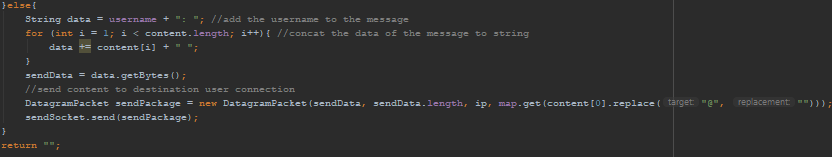 }else{
String data = username + ": "; //add the username to the message
for (int i = 1; i < content.length; i++){ //concat the data of the message to string
data += content[i] + " ";
}
sendData = data.getBytes();
//send content to destination user connection
DatagramPacket sendPackage = new DatagramPacket(sendData, sendData.length, ip, map.get(content[0].replace( target: "@", replacement: "")));
sendSocket.send(sendPackage);
}
return "";